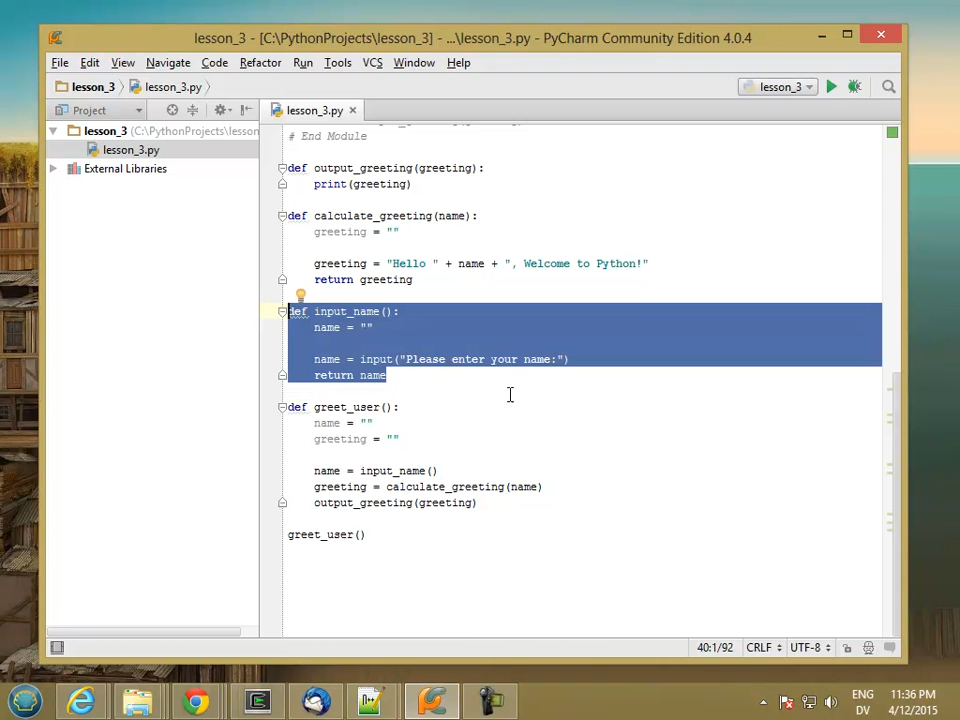 lesson_3 - [C:\PythonProjects\lesson_3] - ...\lesson_3.py - PyCharm Community Edition 4.0.4
File Edit View Navigate Code Refactor Run Tools VCS Window Help
lesson_3 lesson_3.py lesson_3
Project lesson_3.py
lesson_3 (C:\PythonProjects\lesson
lesson_3.py
External Libraries
# End Module
def output_greeting(greeting):
print(greeting)
def calculate_greeting(name):
greeting = ""
greeting = "Hello " + name + ", Welcome to Python!"
return greeting
def input_name():
name = ""
name = input("Please enter your name:")
return name
def greet_user():
name = ""
greeting = ""
name = input_name()
greeting = calculate_greeting(name)
output_greeting(greeting)
greet_user()
40:1/92 CRLF UTF-8
ENG 11:36 PM
DV 4/12/2015